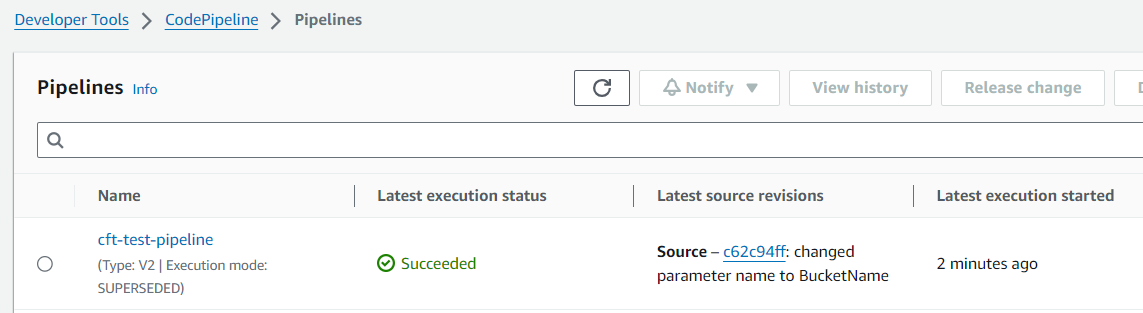 Developer Tools > CodePipeline > Pipelines
Pipelines Info
Notify View history Release change
Name Latest execution status Latest source revisions Latest execution started
cft-test-pipeline
(Type: V2 | Execution mode:
SUPERSEDED)
Succeeded
Source – c62c94ff: changed
parameter name to BucketName
2 minutes ago